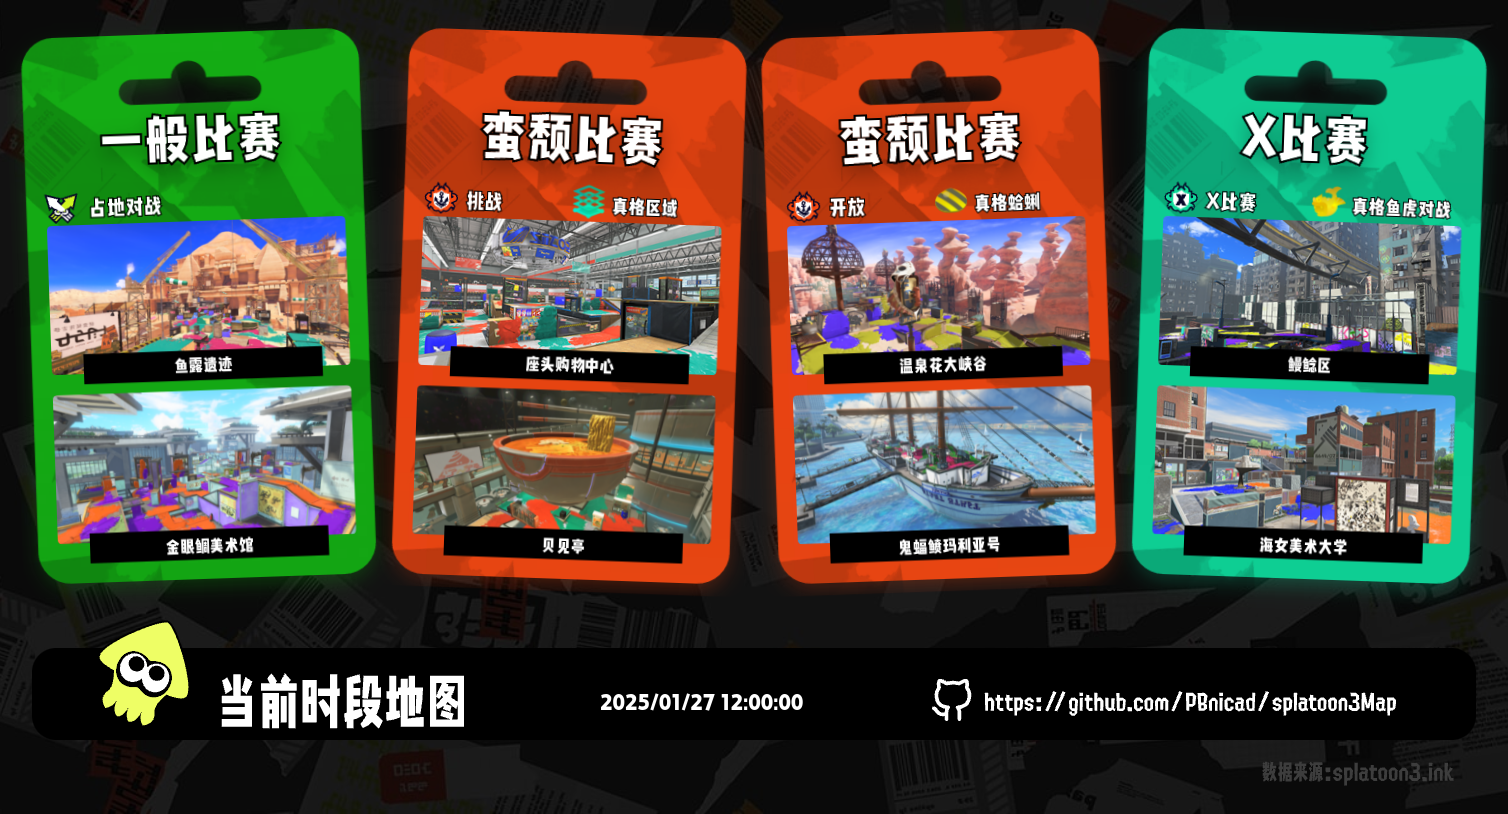 一般比赛
占地对战
鱼露遗迹
金眼鲷美术馆
蛮颓比赛
挑战
真格区域
座头购物中心
贝见亭
蛮颓比赛
开放
真格蛤蜊
温泉花大峡谷
鬼蝠鲼玛利亚号
X比赛
X比赛
真格鱼虎对战
鳗鲶区
海女美术大学
当前时段地图
2025/01/27 12:00:00
https://github.com/PBnicad/splatoon3Map
数据来源:splatoon3.ink